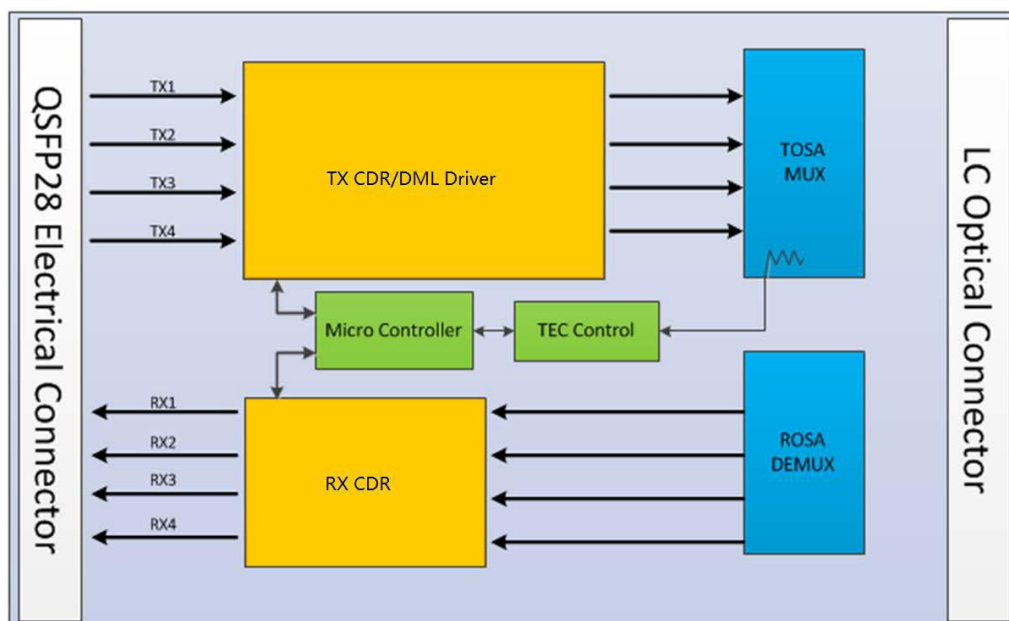 QSFP28 Electrical Connector
TX1
TX2
TX3
TX4
TX CDR/DML Driver
TOSA
MUX
LC Optical Connector
Micro Controller
TEC Control
RX1
RX2
RX3
RX4
RX CDR
ROSA
DEMUX